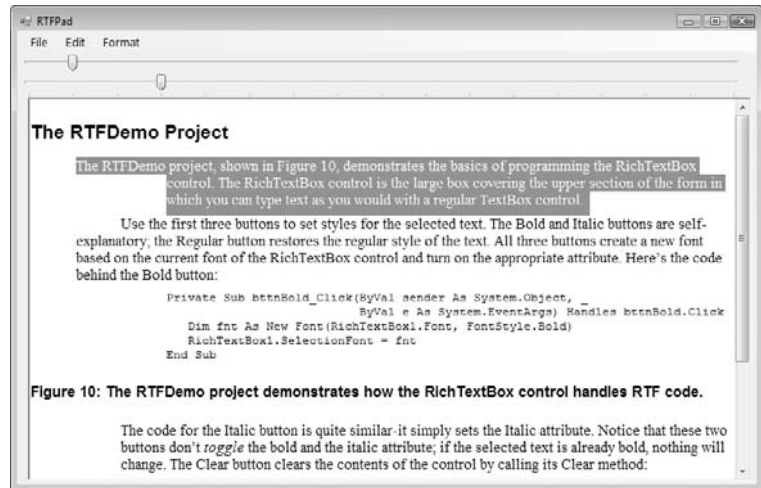 RTFPad
File Edit Format
The RTFDemo Project
The RTFDemo project, shown in Figure 10, demonstrates the basics of programming the RichTextBox
control. The RichTextBox control is the large box covering the upper section of the form in
which you can type text as you would with a regular TextBox control.
Use the first three buttons to set styles for the selected text. The Bold and Italic buttons are self-
explanatory; the Regular button restores the regular style of the text. All three buttons create a new font
based on the current font of the RichTextBox control and turn on the appropriate attribute. Here's the code
behind the Bold button:
Private Sub bttnBold_Click(ByVal sender As System.Object, _
ByVal e As System.EventArgs) Handles bttnBold.Click
Dim fnt As New Font(RichTextBox1.Font, FontStyle.Bold)
RichTextBox1.SelectionFont = fnt
End Sub
Figure 10: The RTFDemo project demonstrates how the RichTextBox control handles RTF code.
The code for the Italic button is quite similar-it simply sets the Italic attribute. Notice that these two
buttons don't toggle the bold and the italic attribute; if the selected text is already bold, nothing will
change. The Clear button clears the contents of the control by calling its Clear method: